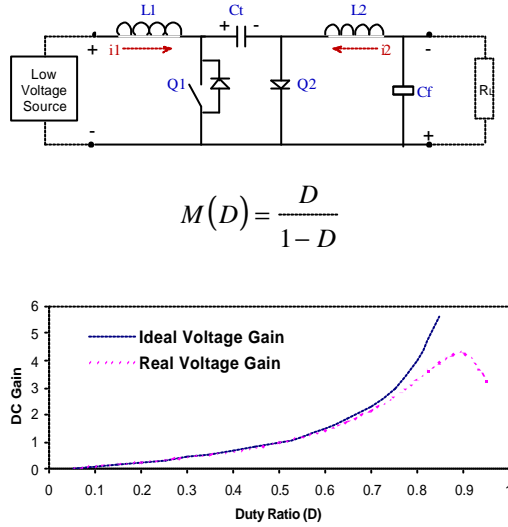 L1 Ct L2
+ - 
+ i1 i2 -
Low
Voltage
Source
Q1 Q2 Cf
- +
M(D) = D / (1 − D)
6
5
4
3
2
1
0
DC Gain
Ideal Voltage Gain
Real Voltage Gain
0 0.1 0.2 0.3 0.4 0.5 0.6 0.7 0.8 0.9 1
Duty Ratio (D)